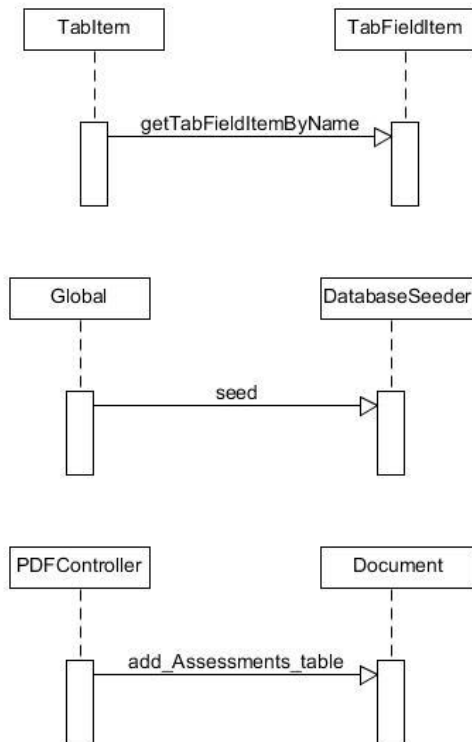 TabItem
TabFieldItem
getTabFieldItemByName
Global
DatabaseSeeder
seed
PDFController
Document
add_Assessments_table